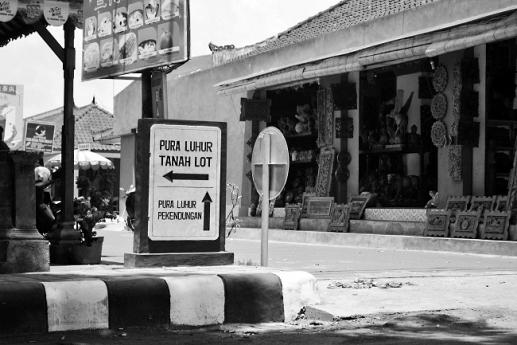 PURA LUHUR
TANAH LOT
PURA LUHUR
PEKENDUNGAN